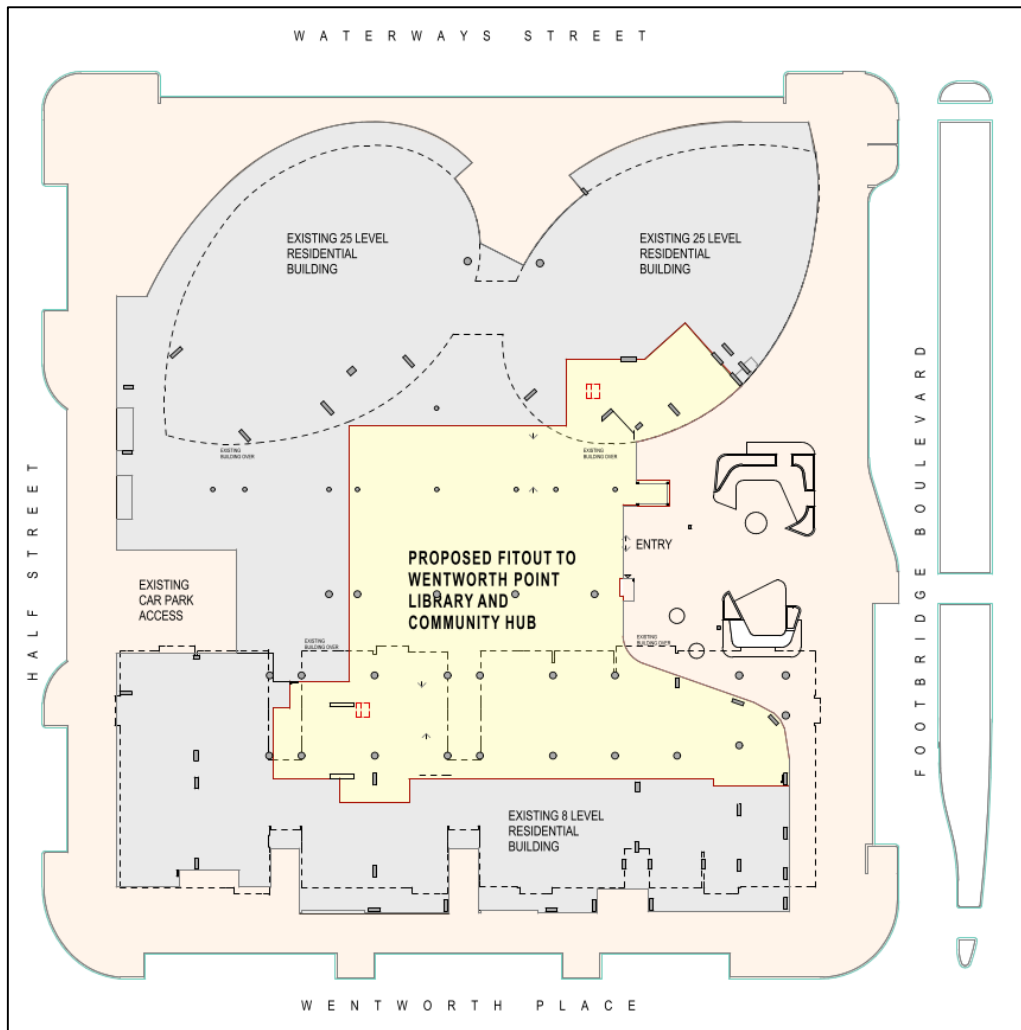 WATERWAYS STREET
EXISTING 25 LEVEL
RESIDENTIAL
BUILDING
EXISTING 25 LEVEL
RESIDENTIAL
BUILDING
EXISTING
BUILDING OVER
EXISTING
BUILDING OVER
HALF STREET
FOOTBRIDGE BOULEVARD
ENTRY
PROPOSED FITOUT TO
WENTWORTH POINT
LIBRARY AND
COMMUNITY HUB
EXISTING
CAR PARK
ACCESS
EXISTING
BUILDING OVER
EXISTING
BUILDING OVER
EXISTING 8 LEVEL
RESIDENTIAL
BUILDING
WENTWORTH PLACE